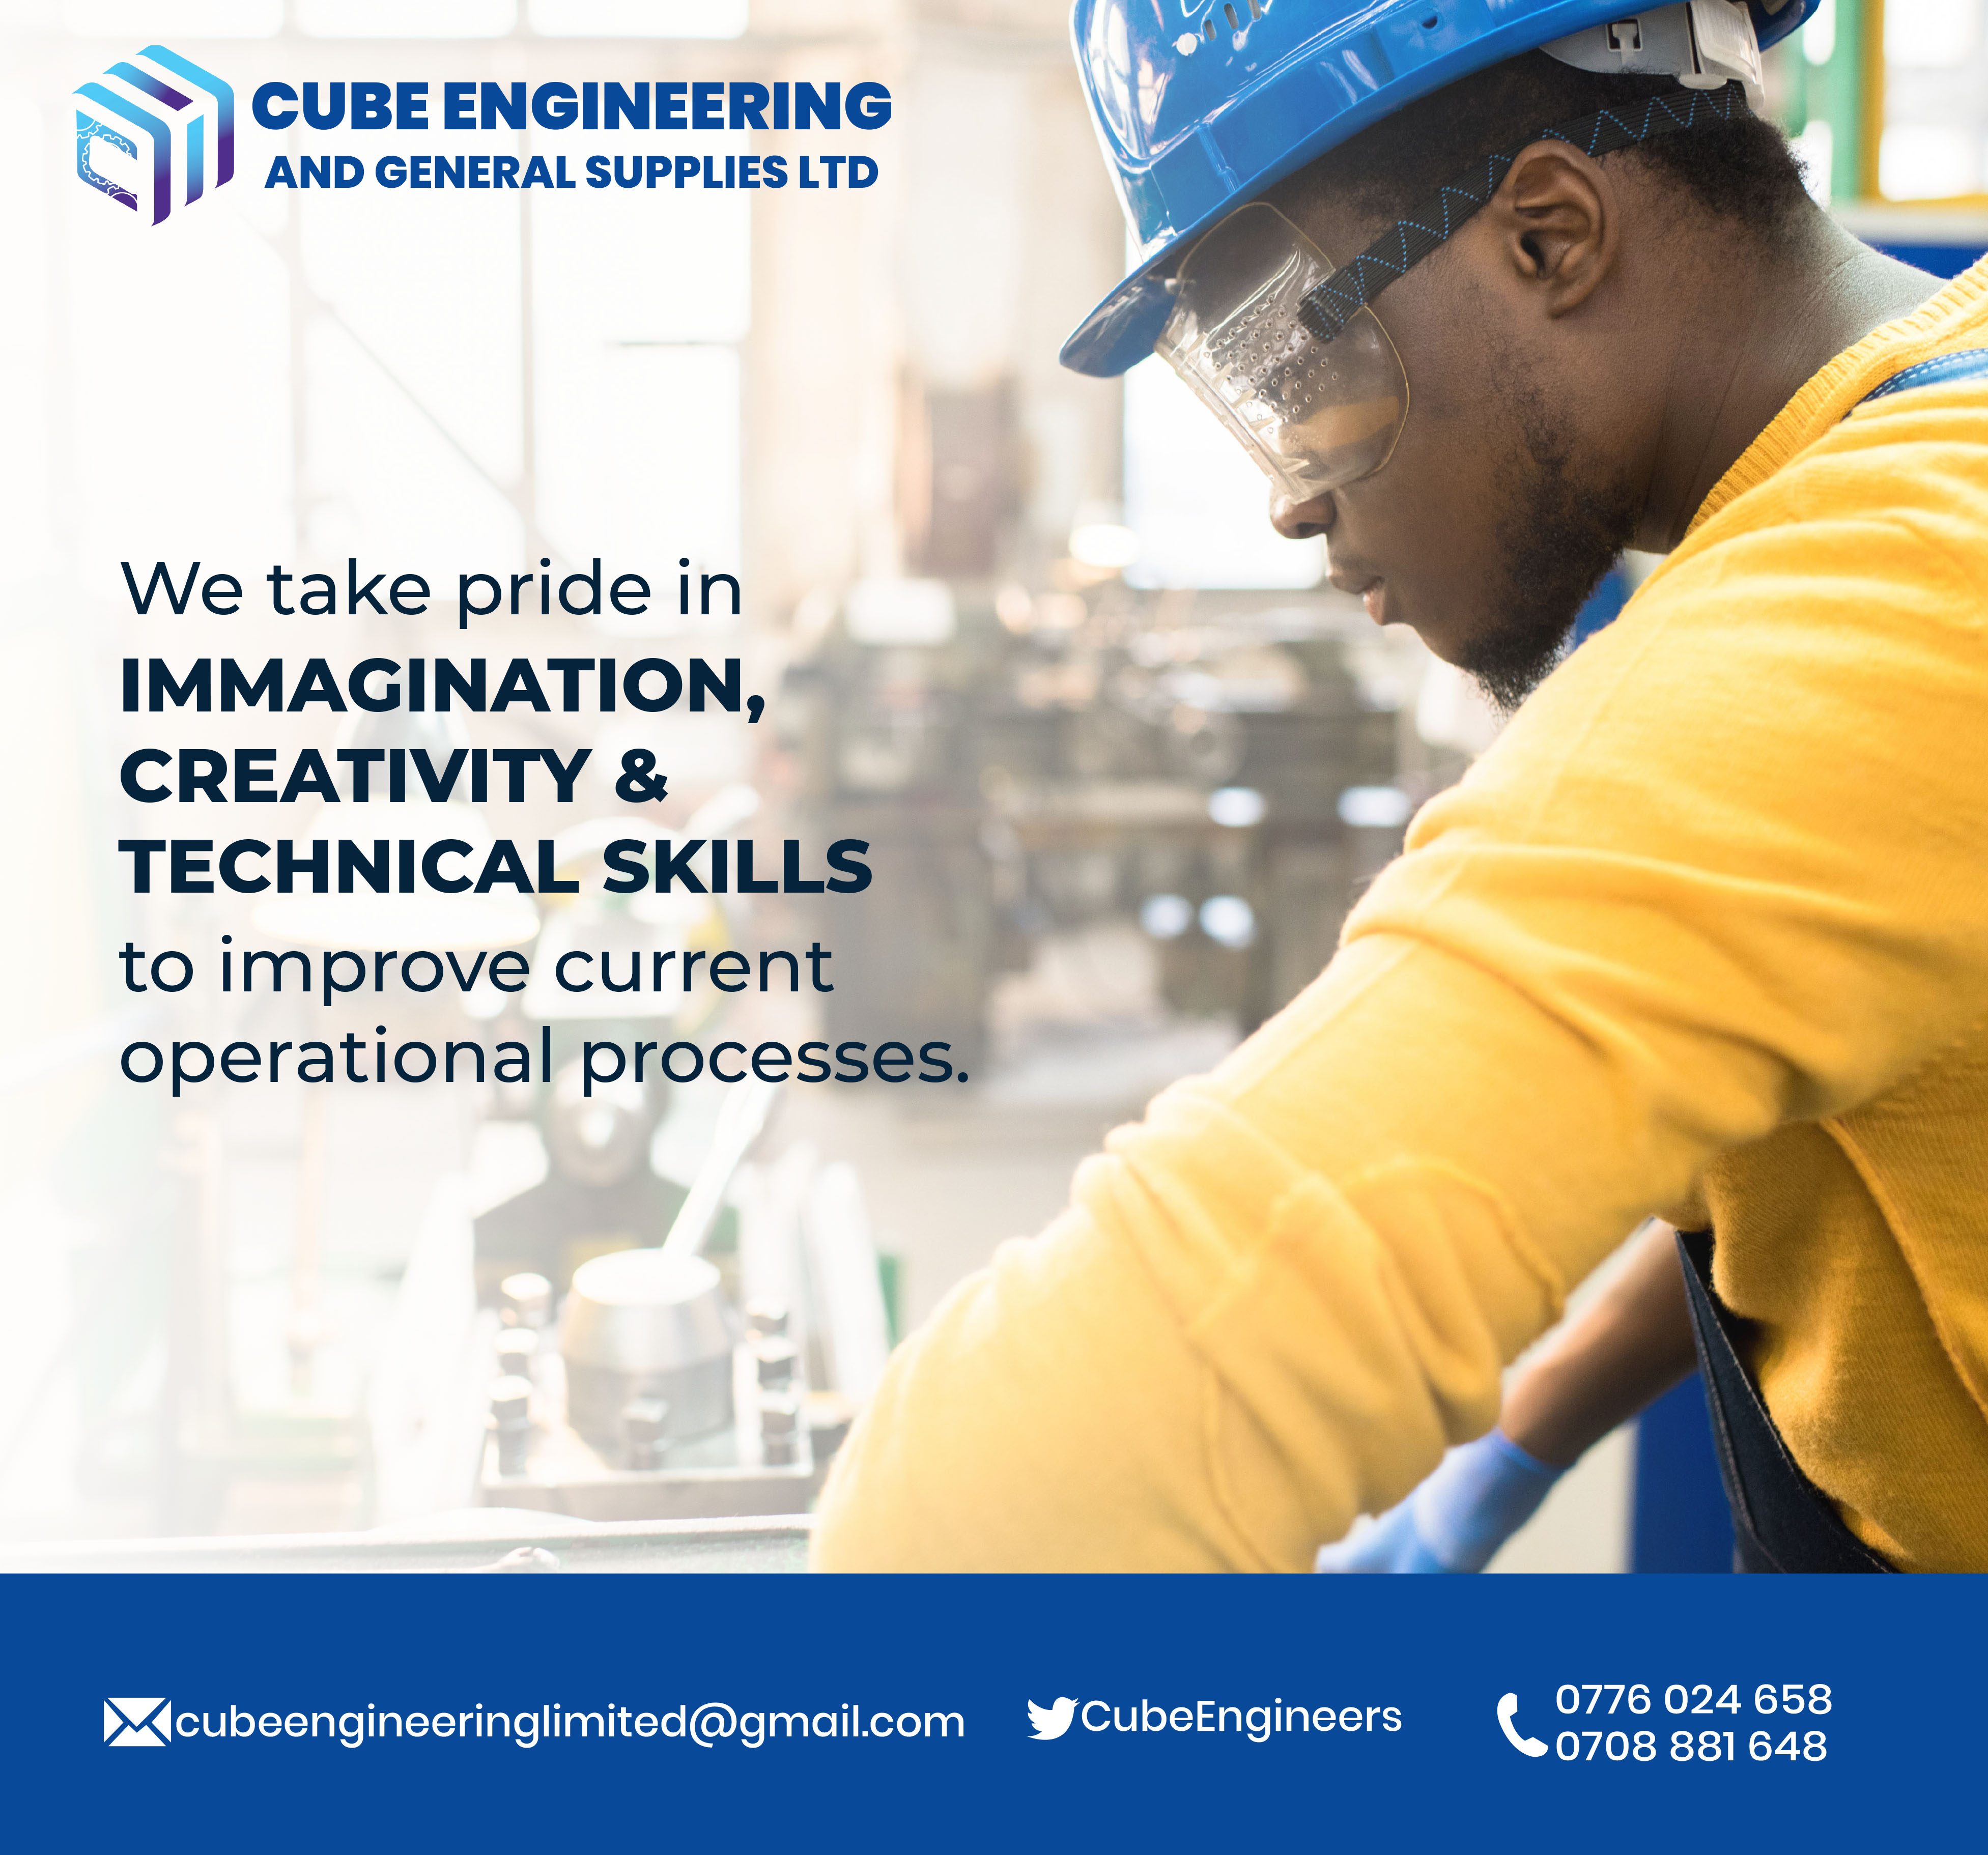 CUBE ENGINEERING
AND GENERAL SUPPLIES LTD
We take pride in
IMMAGINATION,
CREATIVITY &
TECHNICAL SKILLS
to improve current
operational processes.
cubeengineeringlimited@gmail.com
CubeEngineers
0776 024 658
0708 881 648